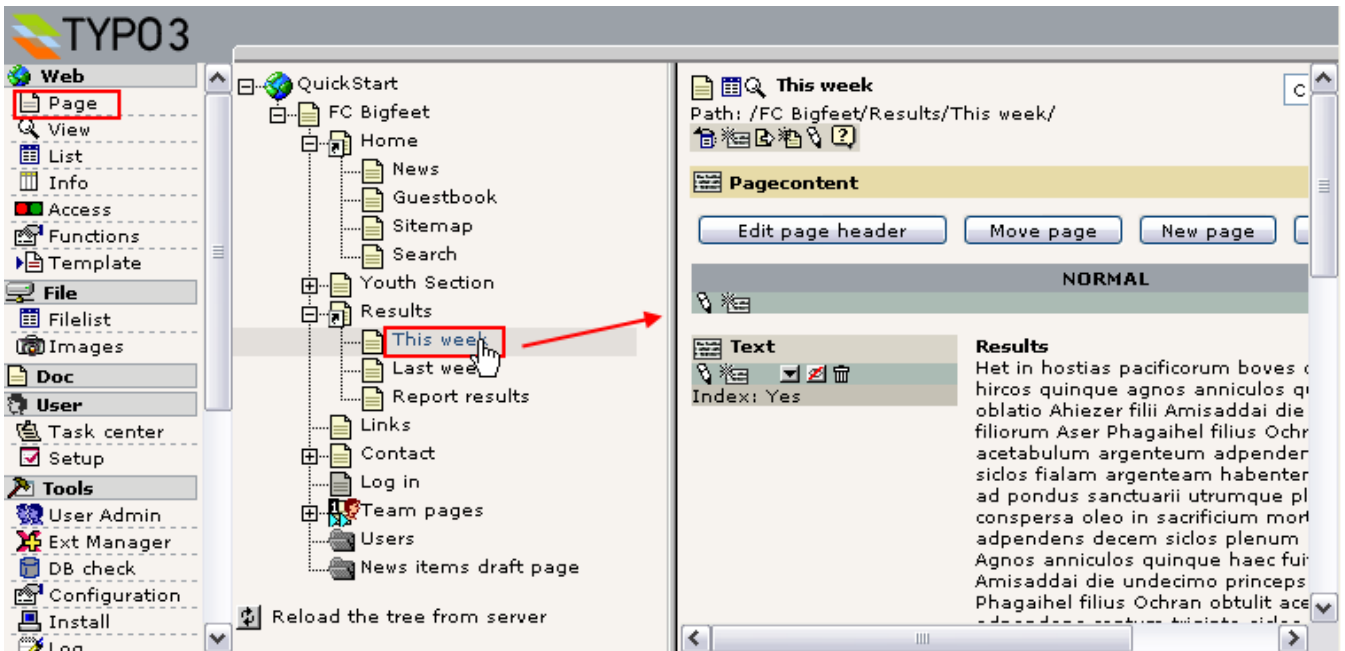 TYPO3
Web
Page
View
List
Info
Access
Functions
Template
File
Filelist
Images
Doc
User
Task center
Setup
Tools
User Admin
Ext Manager
DB check
Configuration
Install
Log
QuickStart
FC Bigfeet
Home
News
Guestbook
Sitemap
Search
Youth Section
Results
This week
Last week
Report results
Links
Contact
Log in
Team pages
Users
News items draft page
Reload the tree from server
This week
C
Path: /FC Bigfeet/Results/This week/
Pagecontent
Edit page header
Move page
New page
NORMAL
Text
Index: Yes
Results
Het in hostias pacificorum boves
hircos quinque agnos anniculos
oblatio Ahiezer filii Amisaddai die
filiorum Aser Phagaihel filius Ochr
acetabulum argenteum adpender
siclos fialam argenteam habenter
ad pondus sanctuarii utrumque pl
conspersa oleo in sacrificium mort
adpendens decem siclos plenum
Agnos anniculos quinque haec fui
Amisaddai die undecimo princeps
Phagaihel filius Ochran obtulit ace